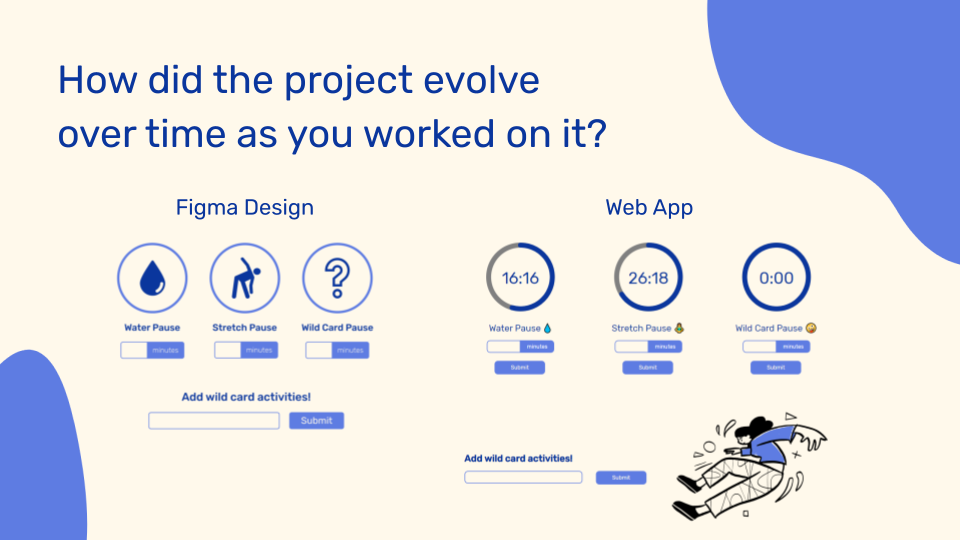 How did the project evolve
over time as you worked on it?
Figma Design
Water Pause
Stretch Pause
Wild Card Pause
minutes
minutes
minutes
Add wild card activities!
Submit
Web App
16:16
26:18
0:00
Water Pause 💧
Stretch Pause
Wild Card Pause
minutes
minutes
minutes
Submit
Submit
Submit
Add wild card activities!
Submit